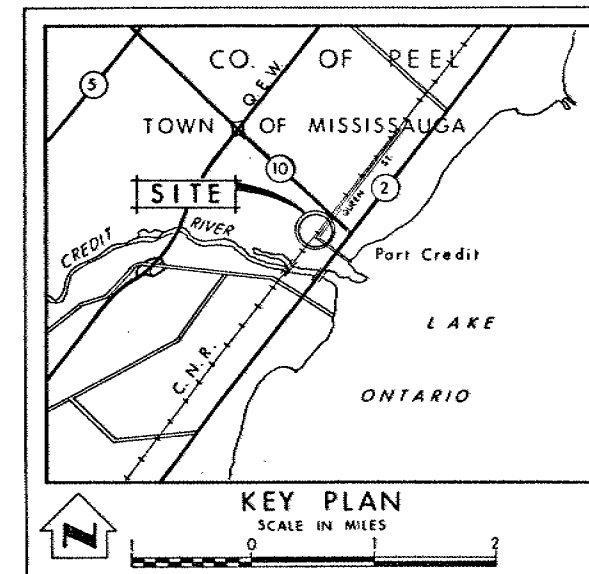 CO. OF PEEL
5
Q.E.W.
TOWN OF MISSISSAUGA
10
QUEEN ST.
2
SITE
CREDIT RIVER
Port Credit
LAKE
C.N.R.
ONTARIO
KEY PLAN
SCALE IN MILES
N
1 0 1 2